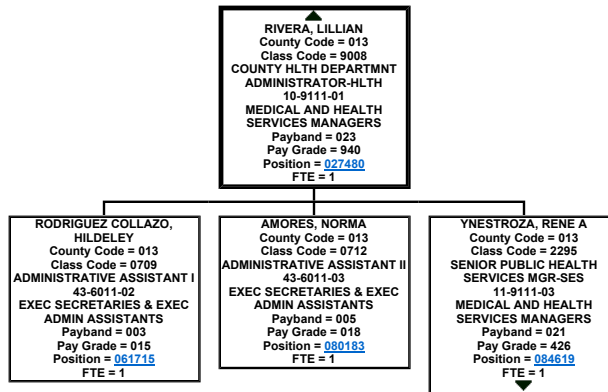 RIVERA, LILLIAN
County Code = 013
Class Code = 9008
COUNTY HLTH DEPARTMNT
ADMINISTRATOR-HLTH
10-9111-01
MEDICAL AND HEALTH
SERVICES MANAGERS
Payband = 023
Pay Grade = 940
Position = 027480
FTE = 1
RODRIGUEZ COLLAZO,
HILDELEY
County Code = 013
Class Code = 0709
ADMINISTRATIVE ASSISTANT I
43-6011-02
EXEC SECRETARIES & EXEC
ADMIN ASSISTANTS
Payband = 003
Pay Grade = 015
Position = 061715
FTE = 1
AMORES, NORMA
County Code = 013
Class Code = 0712
ADMINISTRATIVE ASSISTANT II
43-6011-03
EXEC SECRETARIES & EXEC
ADMIN ASSISTANTS
Payband = 005
Pay Grade = 018
Position = 080183
FTE = 1
YNESTROZA, RENE A
County Code = 013
Class Code = 2295
SENIOR PUBLIC HEALTH
SERVICES MGR-SES
11-9111-03
MEDICAL AND HEALTH
SERVICES MANAGERS
Payband = 021
Pay Grade = 426
Position = 084619
FTE = 1